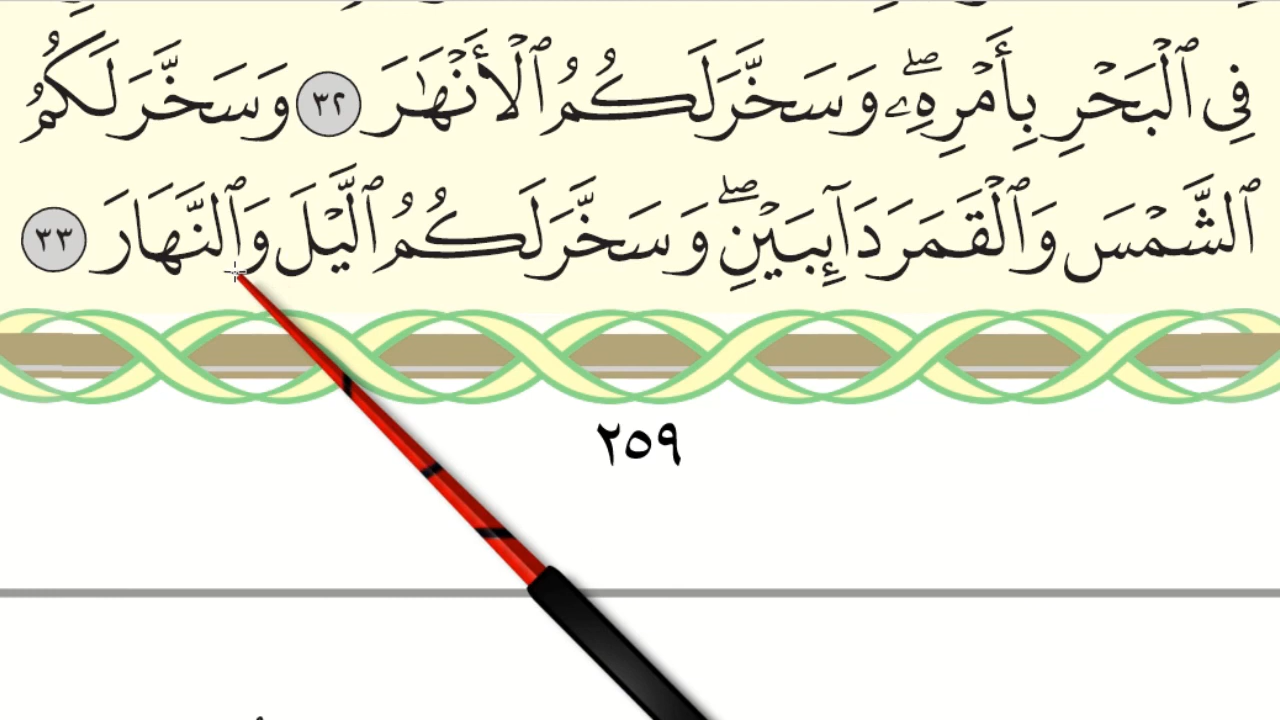 فِى ٱلْبَحْرِ بِأَمْرِهِۦۖ وَسَخَّرَ لَكُمُ ٱلْأَنْهَٰرَ ٣٢ وَسَخَّرَ لَكُمُ
ٱلشَّمْسَ وَٱلْقَمَرَ دَآئِبَيْنِۖ وَسَخَّرَ لَكُمُ ٱلَّيْلَ وَٱلنَّهَارَ ٣٣
٢٥٩